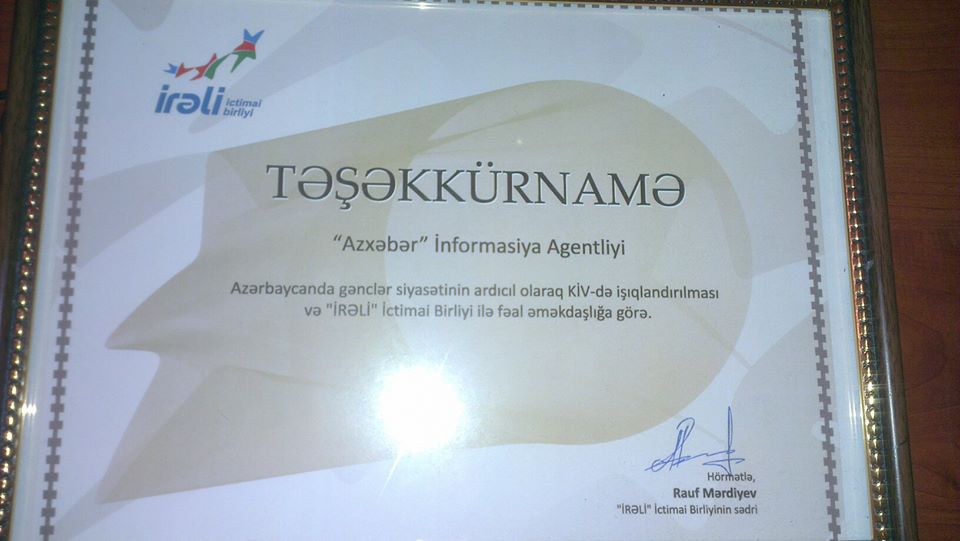 irəli ictimai
birliyi
TƏŞƏKKÜRNAMƏ
“Azxəbər” İnformasiya Agentliyi
Azərbaycanda gənclər siyasətinin ardıcıl olaraq KİV-də işıqlandırılması
və "İRƏLİ" İctimai Birliyi ilə fəal əməkdaşlığa görə.
Hörmətlə,
Rauf Mərdiyev
"İRƏLİ" İctimai Birliyinin sədri